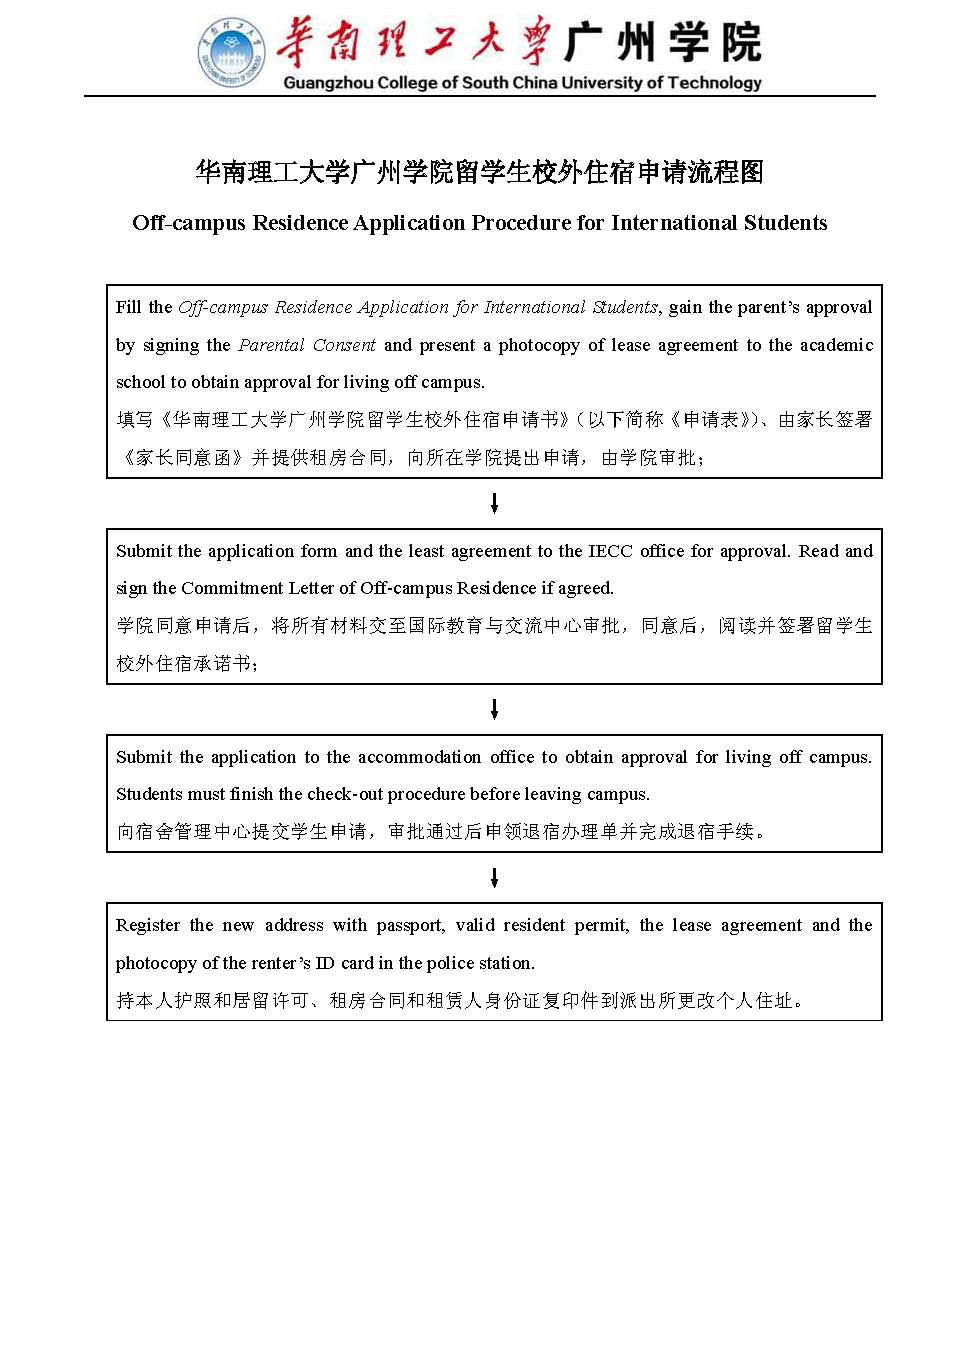 华南理工大学广州学院
Guangzhou College of South China University of Technology
华南理工大学广州学院留学生校外住宿申请流程图
Off-campus Residence Application Procedure for International Students
Fill the Off-campus Residence Application for International Students, gain the parent’s approval
by signing the Parental Consent and present a photocopy of lease agreement to the academic
school to obtain approval for living off campus.
填写《华南理工大学广州学院留学生校外住宿申请书》（以下简称《申请表》）、由家长签署
《家长同意函》并提供租房合同，向所在学院提出申请，由学院审批；
Submit the application form and the least agreement to the IECC office for approval. Read and
sign the Commitment Letter of Off-campus Residence if agreed.
学院同意申请后，将所有材料交至国际教育与交流中心审批，同意后，阅读并签署留学生
校外住宿承诺书；
Submit the application to the accommodation office to obtain approval for living off campus.
Students must finish the check-out procedure before leaving campus.
向宿舍管理中心提交学生申请，审批通过后申领退宿办理单并完成退宿手续。
Register the new address with passport, valid resident permit, the lease agreement and the
photocopy of the renter’s ID card in the police station.
持本人护照和居留许可、租房合同和租赁人身份证复印件到派出所更改个人住址。